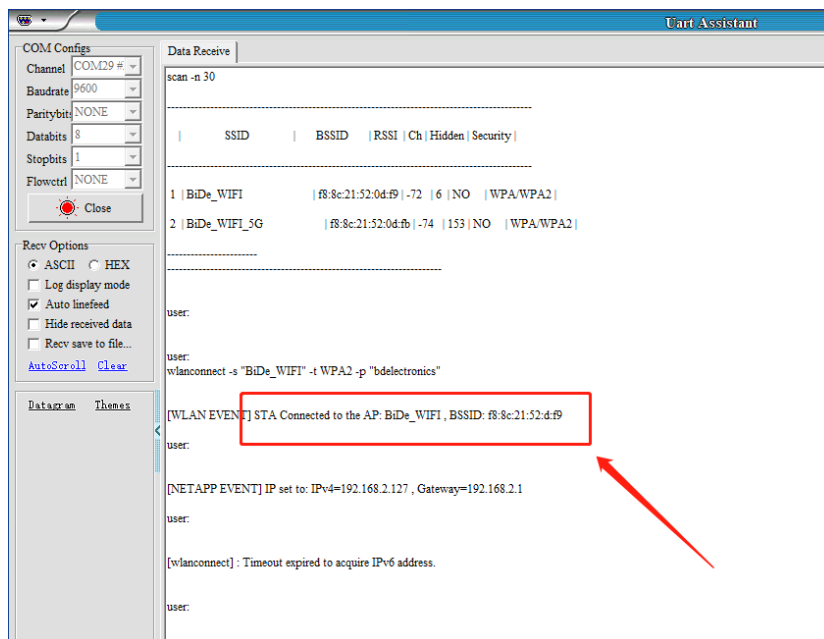 Uart Assistant
COM Configs
Channel COM29 #
Baudrate 9600
Paritybits NONE
Databits 8
Stopbits 1
Flowctrl NONE
Close
Recv Options
ASCII HEX
Log display mode
Auto linefeed
Hide received data
Recv save to file...
AutoScroll Clear
Datagram Themes
Data Receive
scan -n 30
--------------------------------------------------------------------------------------------
| SSID | BSSID |RSSI |Ch| Hidden| Security|
--------------------------------------------------------------------------------------------
1 |BiDe_WIFI |f8:8c:21:52:0d:f9|-72 |6 |NO |WPA/WPA2|
2 |BiDe_WIFI_5G |f8:8c:21:52:0d:fb|-74 |153|NO |WPA/WPA2|
-----------------------
---------------------------------------------------------------------
user:
user:
wlanconnect -s "BiDe_WIFI" -t WPA2 -p "bdelectronics"
[WLAN EVENT] STA Connected to the AP: BiDe_WIFI , BSSID: f8:8c:21:52:d:f9
user:
[NETAPP EVENT] IP set to: IPv4=192.168.2.127 , Gateway=192.168.2.1
user:
[wlanconnect] : Timeout expired to acquire IPv6 address.
user: